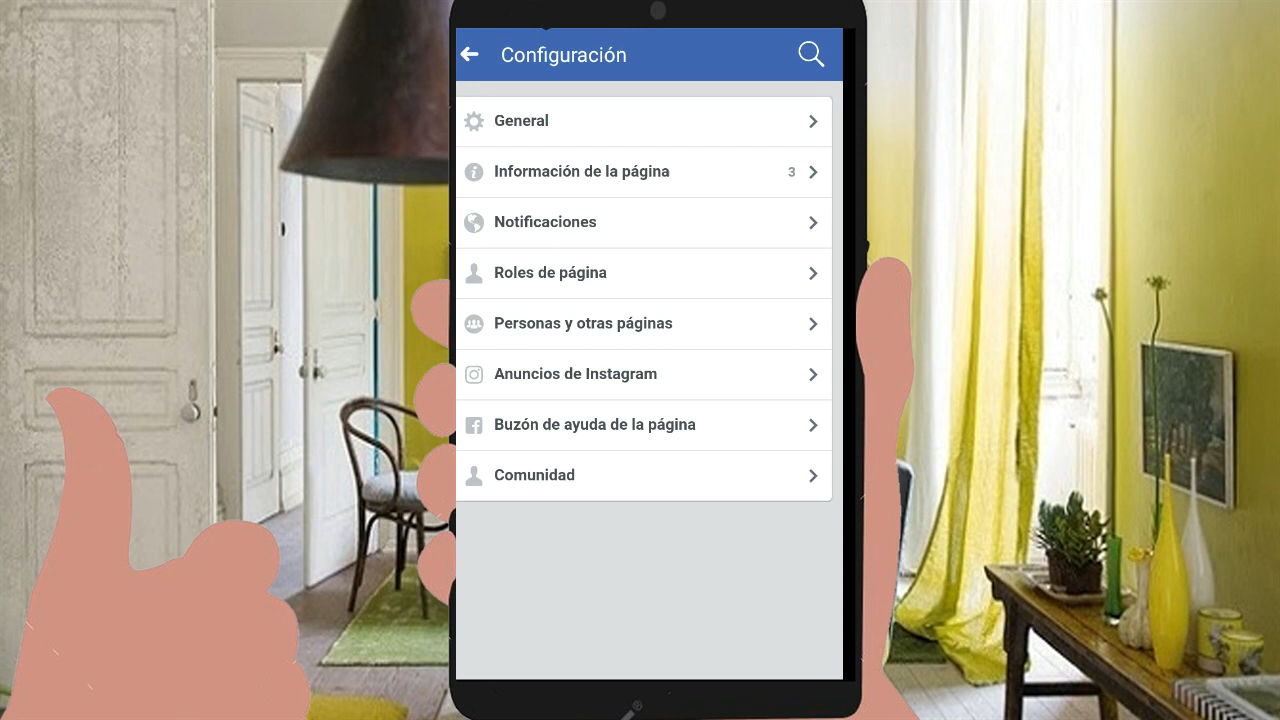 Configuración
General
Información de la página 3
Notificaciones
Roles de página
Personas y otras páginas
Anuncios de Instagram
Buzón de ayuda de la página
Comunidad